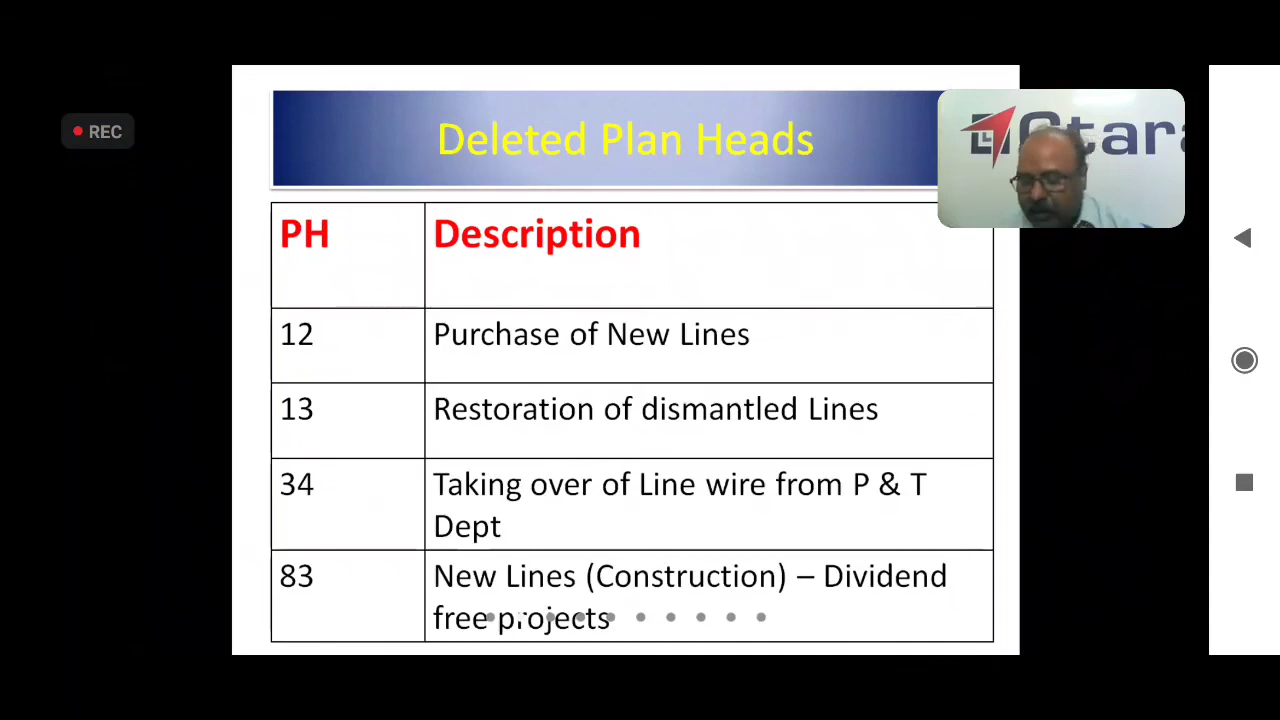 REC
Deleted Plan Heads
PH Description
12 Purchase of New Lines
13 Restoration of dismantled Lines
34 Taking over of Line wire from P & T
Dept
83 New Lines (Construction) – Dividend
free projects